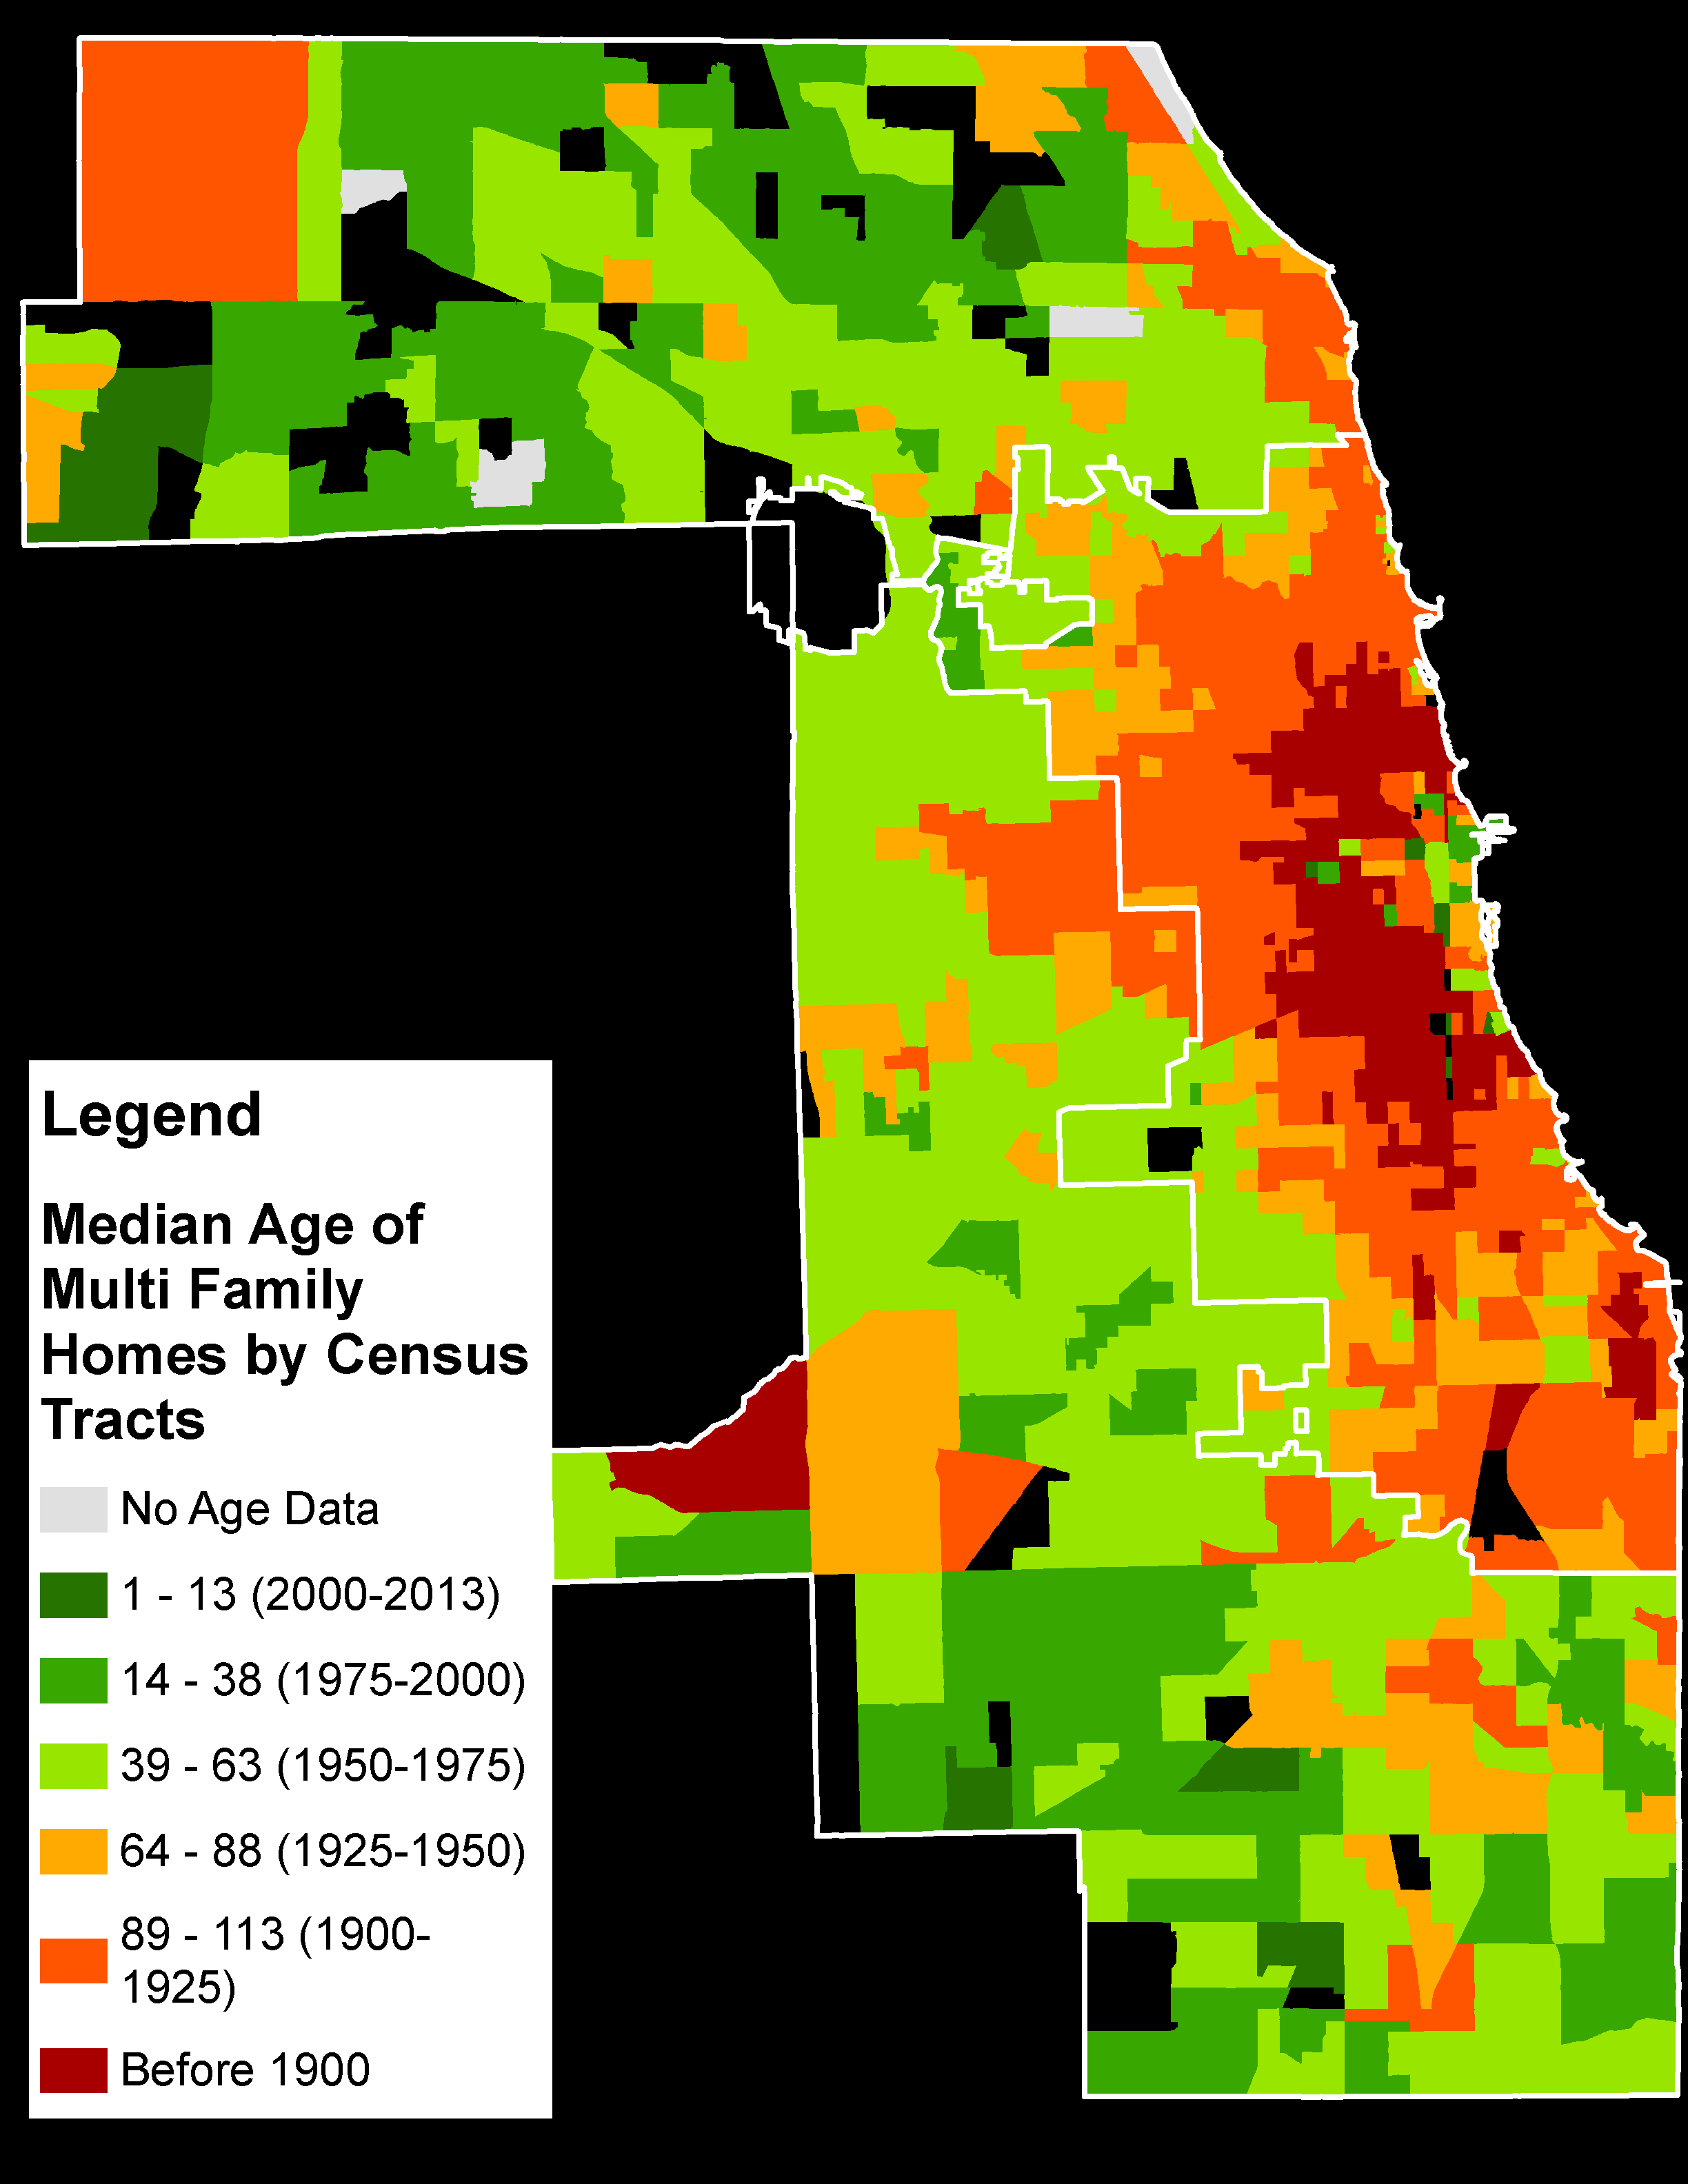 Legend
Median Age of
Multi Family
Homes by Census
Tracts
No Age Data
1 - 13 (2000-2013)
14 - 38 (1975-2000)
39 - 63 (1950-1975)
64 - 88 (1925-1950)
89 - 113 (1900-
1925)
Before 1900